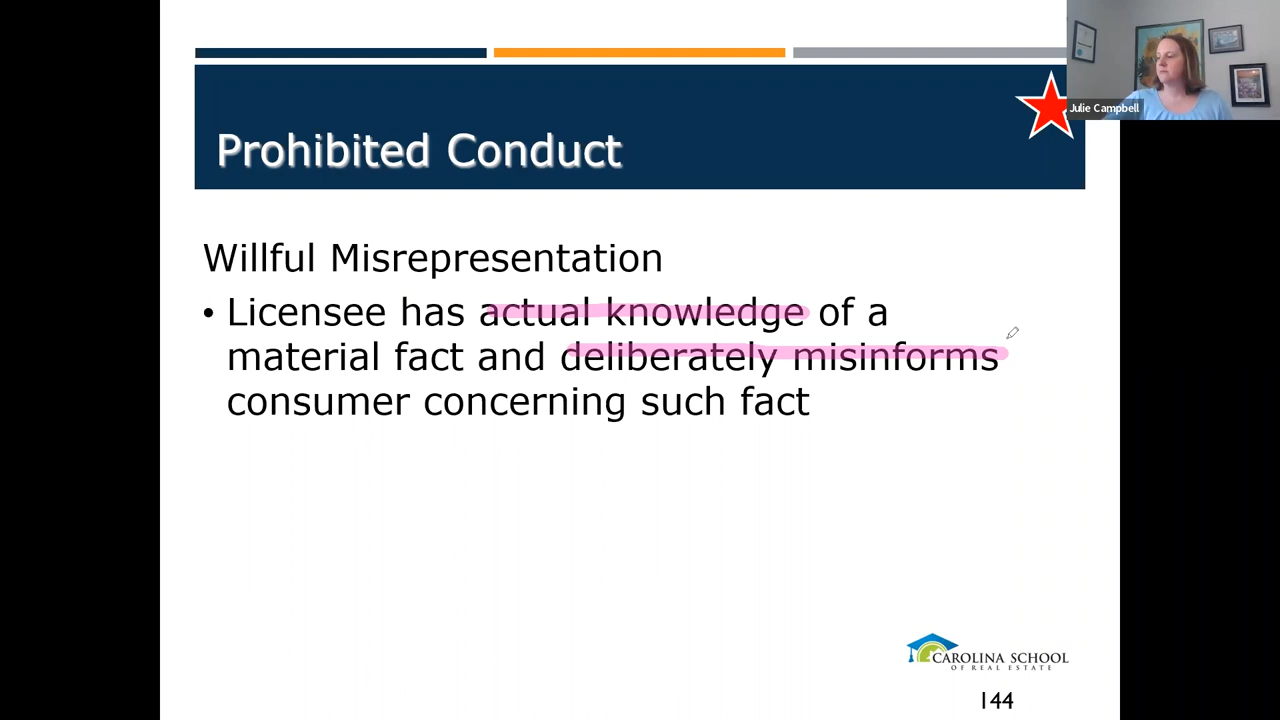 Julie Campbell
Prohibited Conduct
Willful Misrepresentation
• Licensee has actual knowledge of a
material fact and deliberately misinforms
consumer concerning such fact
CAROLINA SCHOOL
OF REAL ESTATE
144